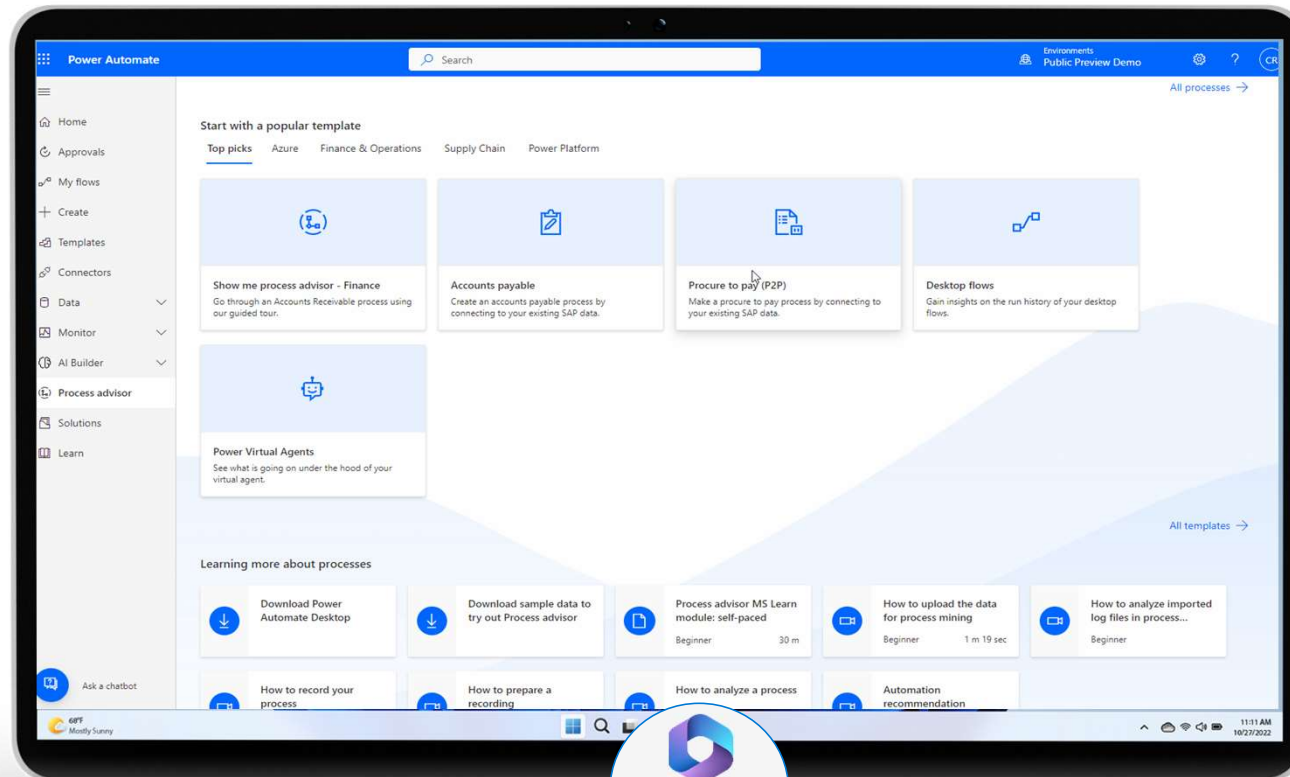 Power Automate
Search
Environments
Public Preview Demo
CR
All processes
Home
Approvals
My flows
Create
Templates
Connectors
Data
Monitor
AI Builder
Process advisor
Solutions
Learn
Ask a chatbot
Start with a popular template
Top picks Azure Finance & Operations Supply Chain Power Platform
Show me process advisor - Finance
Go through an Accounts Receivable process using
our guided tour.
Accounts payable
Create an accounts payable process by
connecting to your existing SAP data.
Procure to pay (P2P)
Make a procure to pay process by connecting to
your existing SAP data.
Desktop flows
Gain insights on the run history of your desktop
flows.
Power Virtual Agents
See what is going on under the hood of your
virtual agent.
All templates
Learning more about processes
Download Power
Automate Desktop
Download sample data to
try out Process advisor
Process advisor MS Learn
module: self-paced
Beginner 30 m
How to upload the data
for process mining
Beginner 1 m 19 sec
How to analyze imported
log files in process...
Beginner
How to record your
process
How to prepare a
recording
How to analyze a process
Automation
recommendation
68°F
Mostly Sunny
11:11 AM
10/27/2022